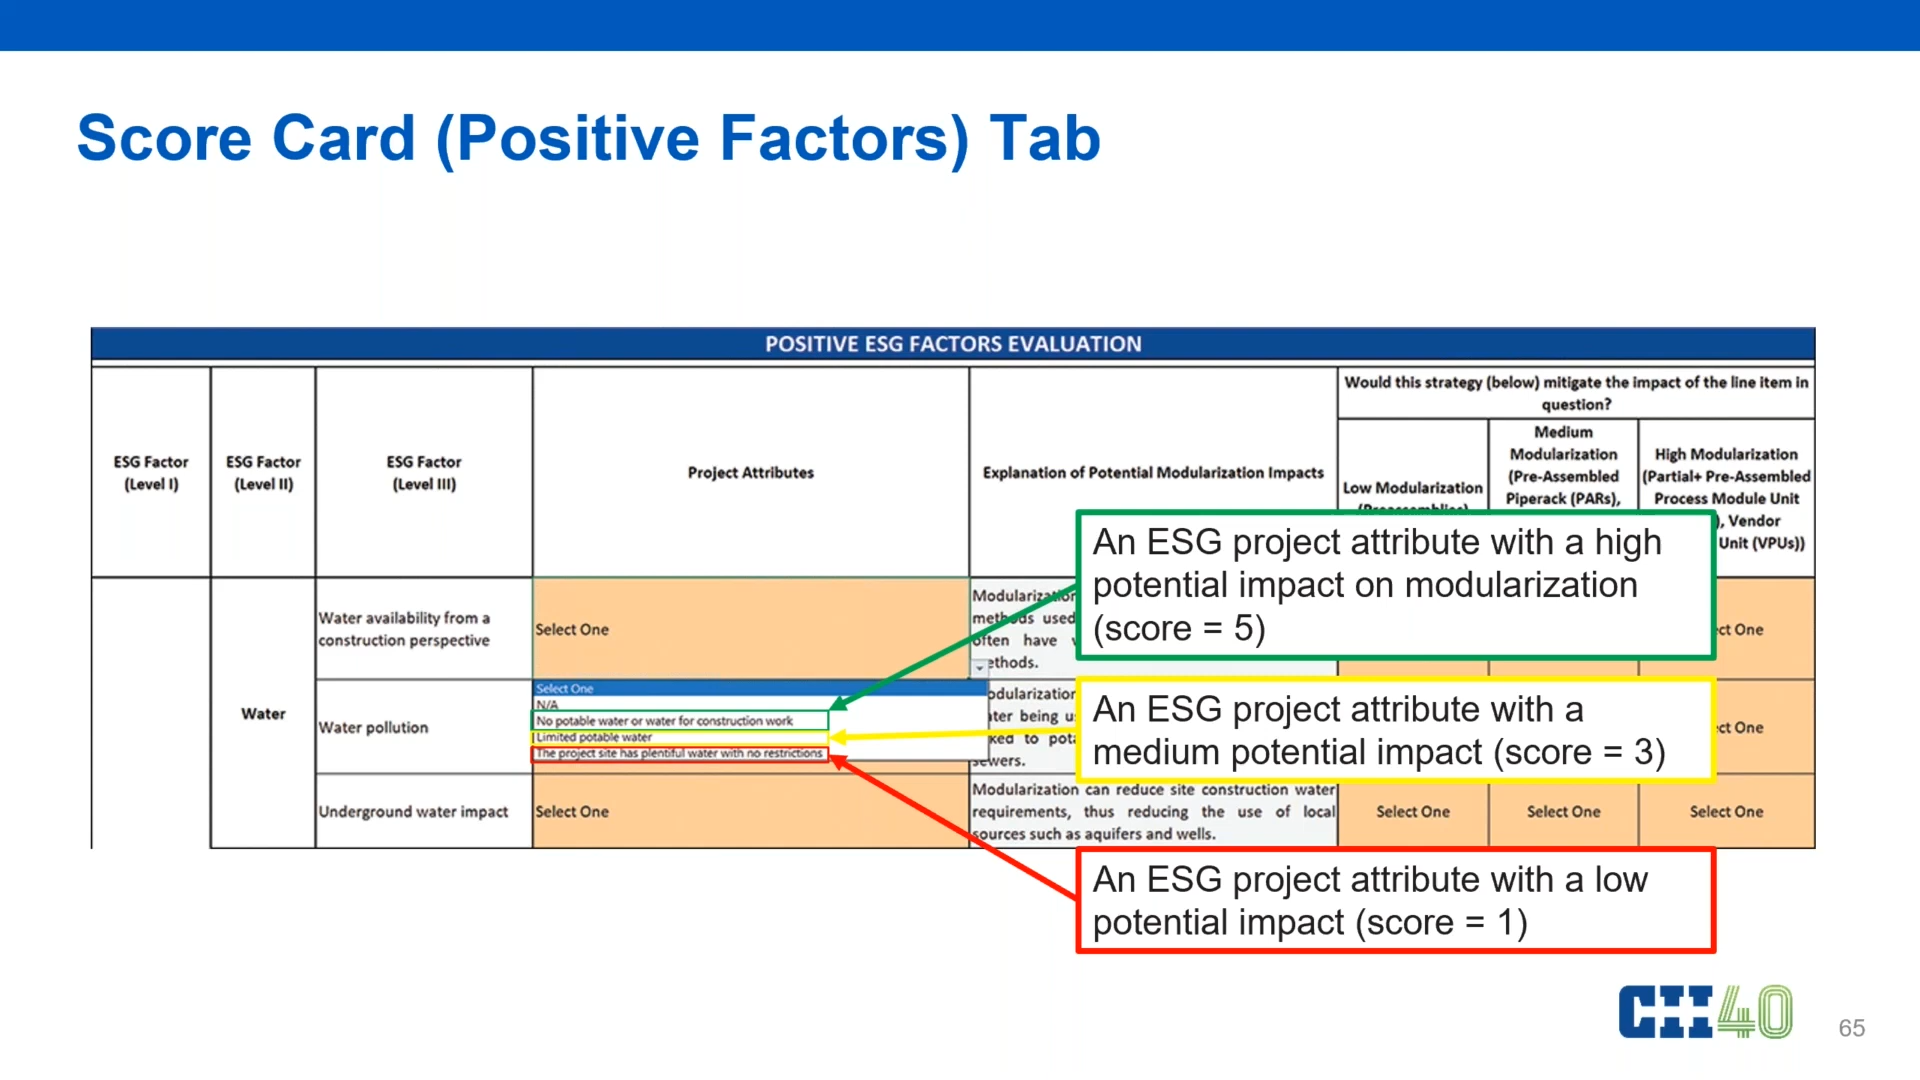 Score Card (Positive Factors) Tab
POSITIVE ESG FACTORS EVALUATION
ESG Factor
(Level I)
ESG Factor
(Level II)
ESG Factor
(Level III)
Project Attributes
Explanation of Potential Modularization Impacts
Would this strategy (below) mitigate the impact of the line item in
question?
Low Modularization
Medium
Modularization
(Pre-Assembled
Piperack (PARs),
High Modularization
(Partial+ Pre-Assembled
Process Module Unit
, Vendor
Unit (VPUs))
Water
Water availability from a
construction perspective
Select One
Select One
N/A
No potable water or water for construction work
Limited potable water
The project site has plentiful water with no restrictions
Water pollution
Underground water impact
Select One
methods used
often have
sewers.
Modularization can reduce site construction water
requirements, thus reducing the use of local
sources such as aquifers and wells.
Select One
Select One
Select One
One
One
An ESG project attribute with a high
potential impact on modularization
(score = 5)
An ESG project attribute with a
medium potential impact (score = 3)
An ESG project attribute with a low
potential impact (score = 1)
CII40
65